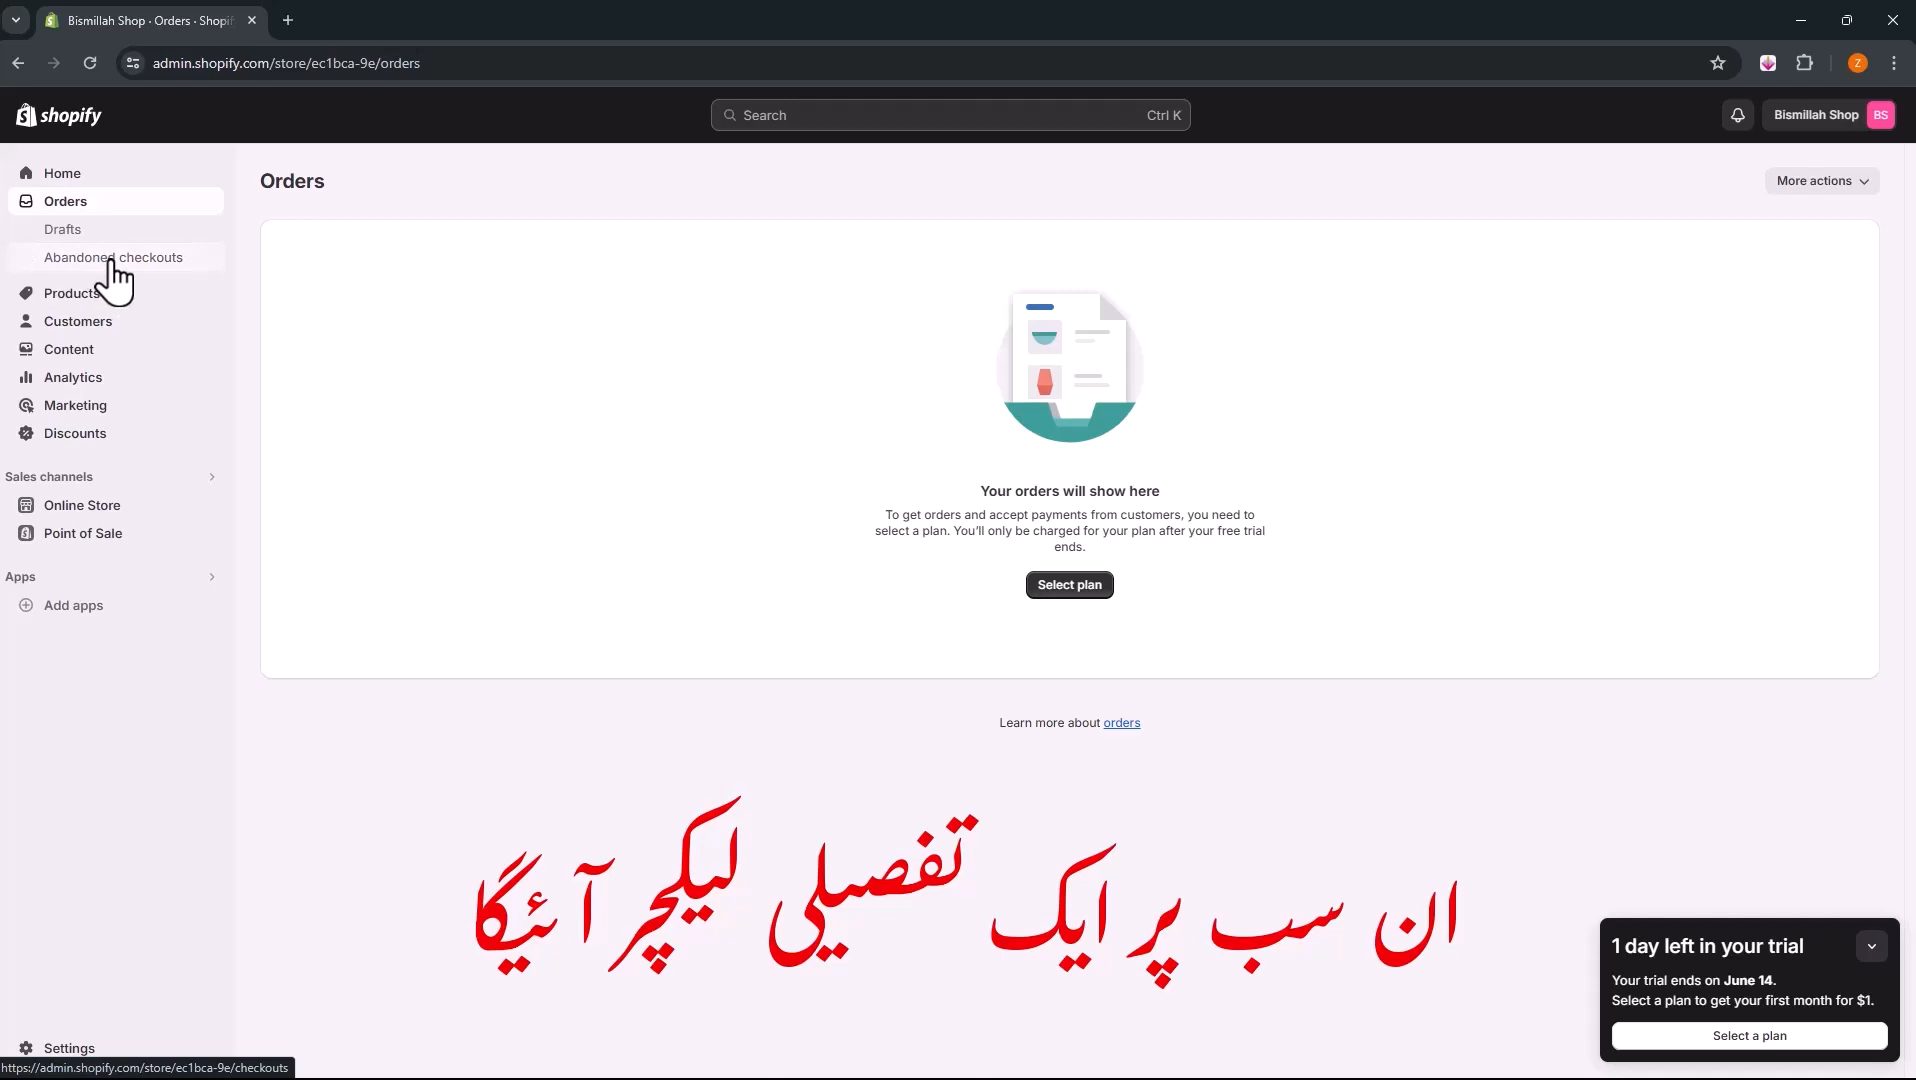 Bismillah Shop · Orders · Shopif
admin.shopify.com/store/ec1bca-9e/orders
Z
shopify
Search
Ctrl K
Bismillah Shop
BS
Home
Orders
Drafts
Abandoned checkouts
Products
Customers
Content
Analytics
Marketing
Discounts
Sales channels
Online Store
Point of Sale
Apps
Add apps
Settings
https://admin.shopify.com/store/ec1bca-9e/checkouts
Orders
More actions
Your orders will show here
To get orders and accept payments from customers, you need to
select a plan. You'll only be charged for your plan after your free trial
ends.
Select plan
Learn more about orders
ان سب پر ایک تفصیلی لیکچر آئیگا
1 day left in your trial
Your trial ends on June 14.
Select a plan to get your first month for $1.
Select a plan